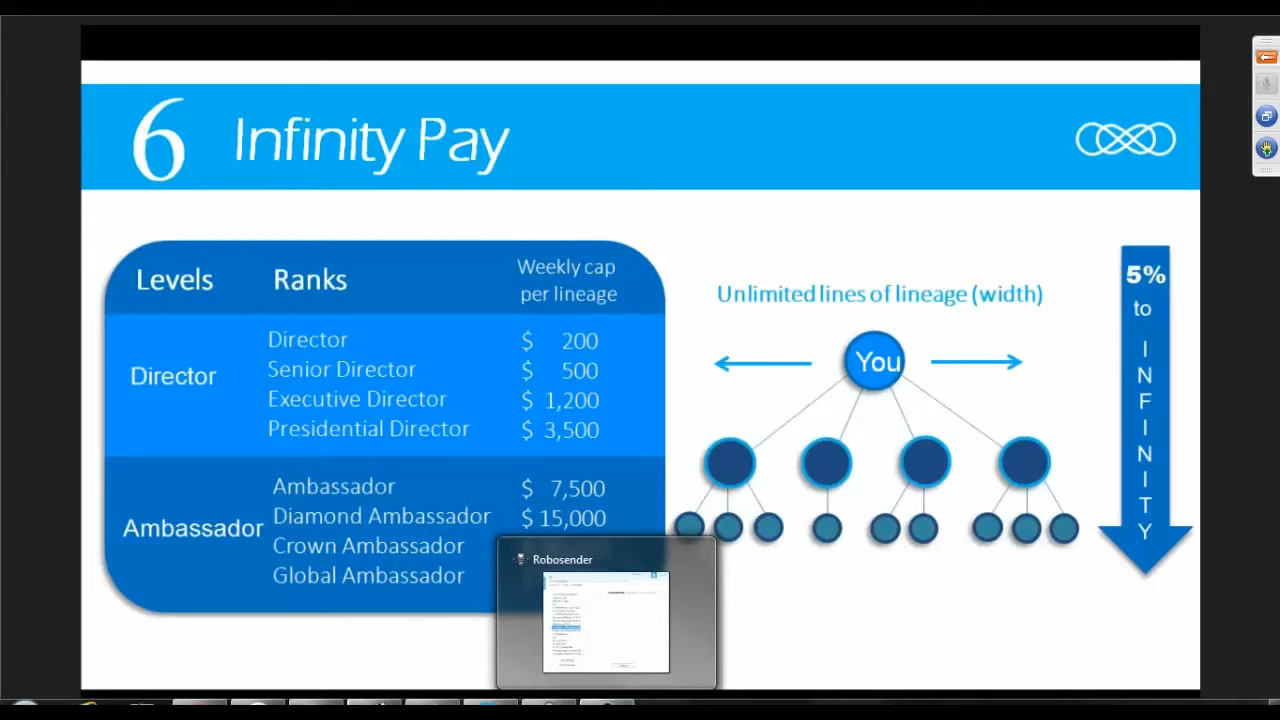 6 Infinity Pay
Levels Ranks Weekly cap
per lineage
Director
Director $ 200
Senior Director $ 500
Executive Director $ 1,200
Presidential Director $ 3,500
Ambassador
Ambassador $ 7,500
Diamond Ambassador $ 15,000
Crown Ambassador
Global Ambassador
Unlimited lines of lineage (width)
You
5%
to
I
N
F
I
N
I
T
Y
Robosender